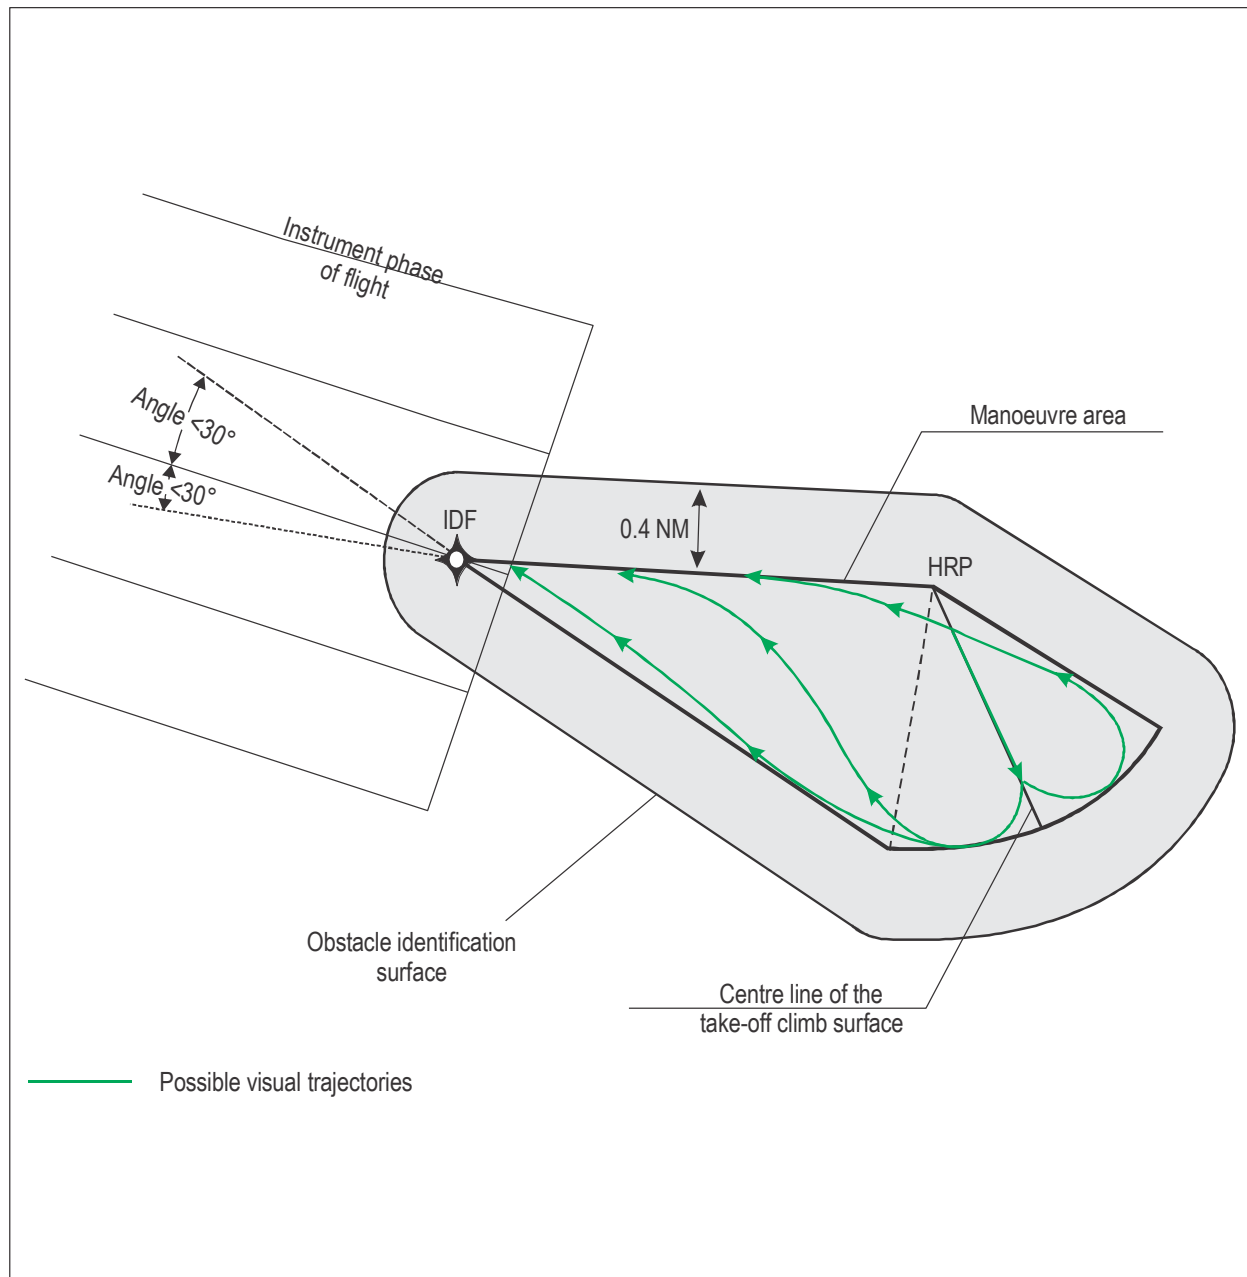 Instrument phase
of flight
Angle <30°
Angle <30°
Manoeuvre area
IDF
0.4 NM
HRP
Obstacle identification
surface
Centre line of the
take-off climb surface
Possible visual trajectories